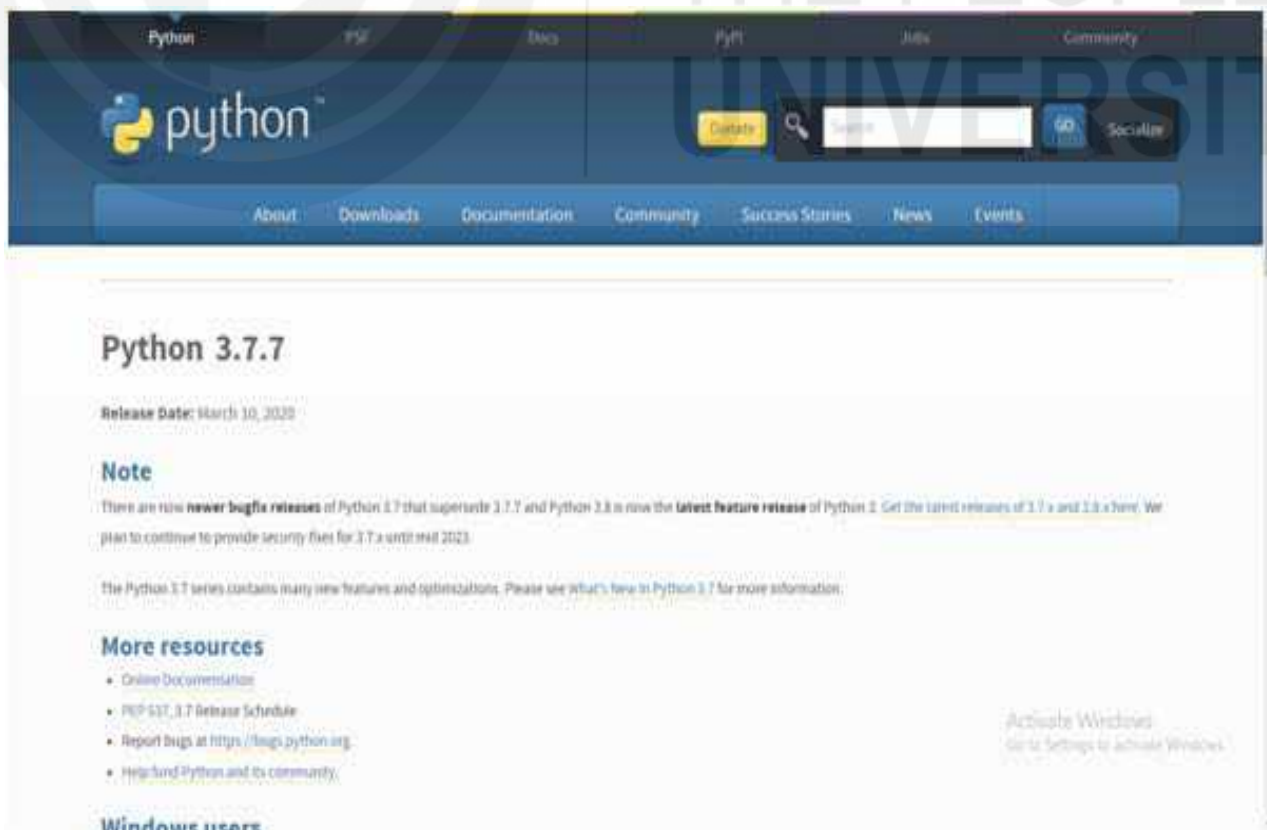 THE PEOPLE
UNIVERSIT
Python PSF Docs PyPI Jobs Community
python™
Donate Search GO Socialize
About Downloads Documentation Community Success Stories News Events
Python 3.7.7
Release Date: March 10, 2020
Note
There are now newer bugfix releases of Python 3.7 that supersede 3.7.7 and Python 3.8 is now the latest feature release of Python 3. Get the latest releases of 3.7.x and 3.8.x here. We
plan to continue to provide security fixes for 3.7.x until mid 2023.
The Python 3.7 series contains many new features and optimizations. Please see What's New In Python 3.7 for more information.
More resources
• Online Documentation
• PEP 537, 3.7 Release Schedule
• Report bugs at https://bugs.python.org.
• Help fund Python and its community.
Activate Windows
Go to Settings to activate Windows.
Windows users